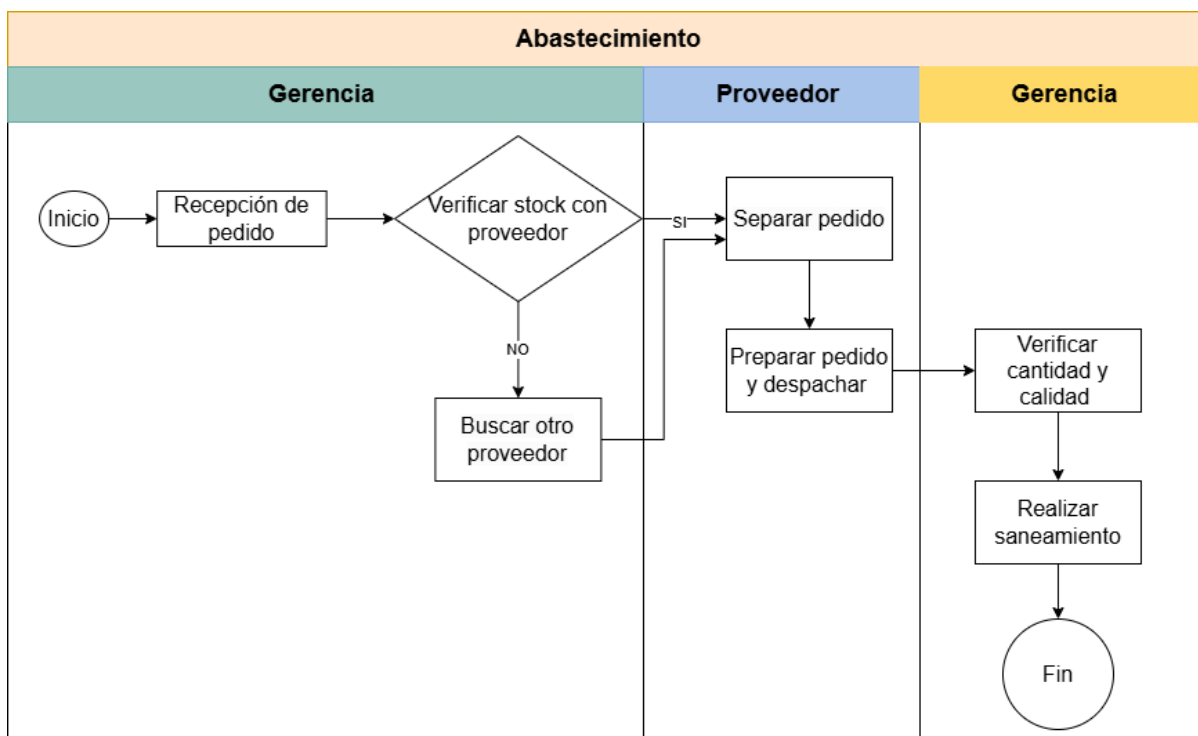 Abastecimiento
Gerencia
Proveedor
Gerencia
Inicio
Recepción de
pedido
Verificar stock con
proveedor
SI
Separar pedido
NO
Buscar otro
proveedor
Preparar pedido
y despachar
Verificar
cantidad y
calidad
Realizar
saneamiento
Fin